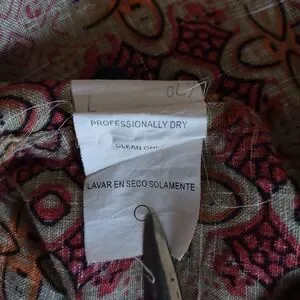 L
PROFESSIONALLY DRY
CLEAN ONLY
LAVAR EN SECO SOLAMENTE